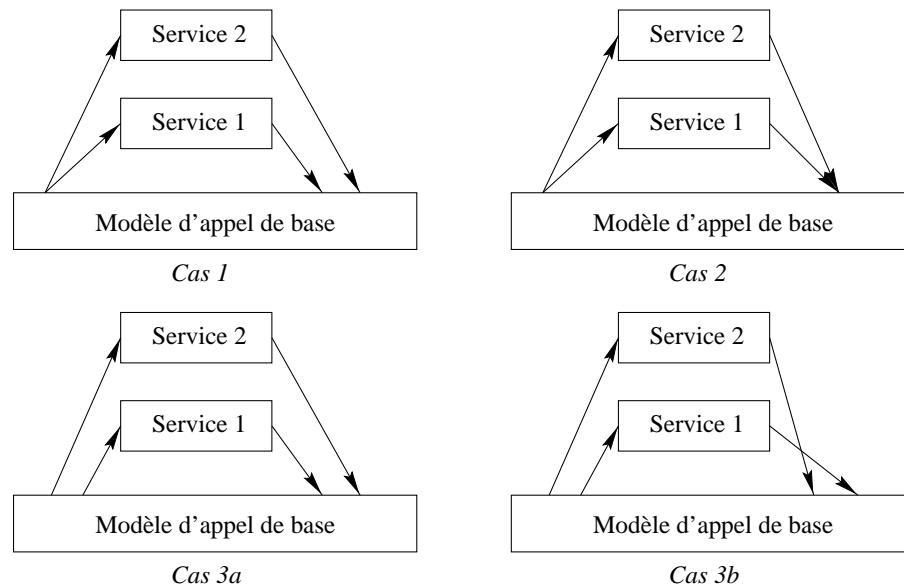 Service 2
Service 1
Modèle d'appel de base
Cas 1
Service 2
Service 1
Modèle d'appel de base
Cas 2
Service 2
Service 1
Modèle d'appel de base
Cas 3a
Service 2
Service 1
Modèle d'appel de base
Cas 3b